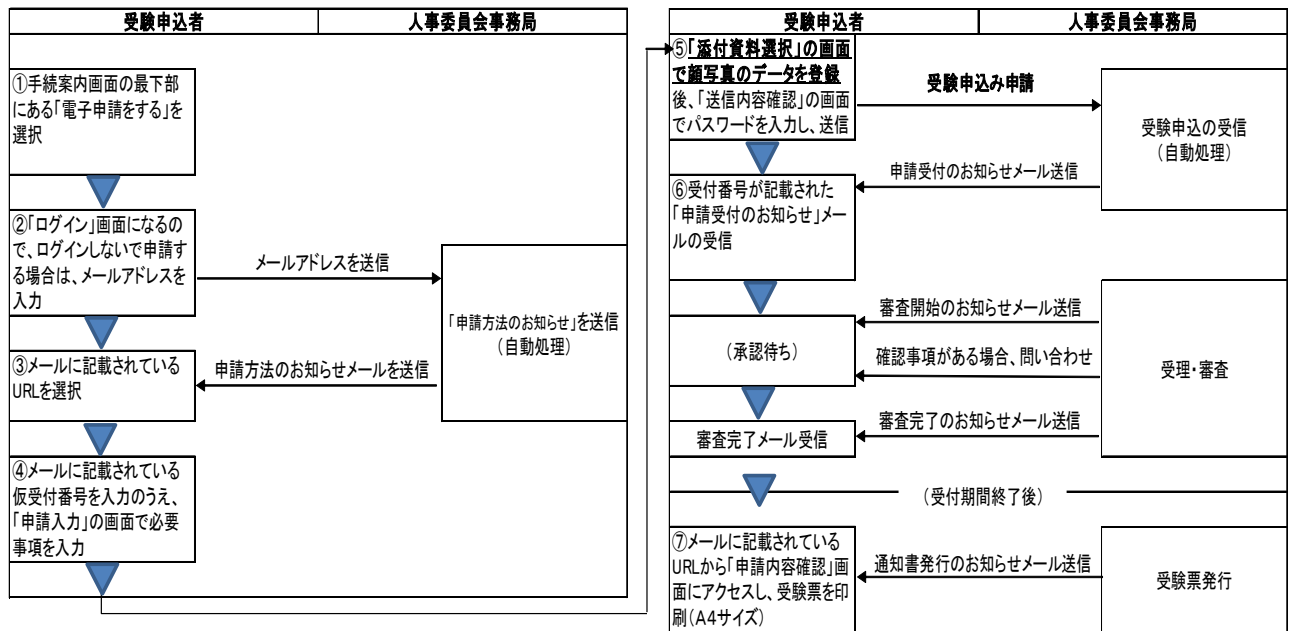 受験申込者
人事委員会事務局
①手続案内画面の最下部
にある「電子申請をする」を
選択
②「ログイン」画面になるの
で、ログインしないで申請す
る場合は、メールアドレスを
入力
メールアドレスを送信
「申請方法のお知らせ」を送信
(自動処理)
③メールに記載されている
URLを選択
申請方法のお知らせメールを送信
④メールに記載されている
仮受付番号を入力のうえ、
「申請入力」の画面で必要
事項を入力
受験申込者
人事委員会事務局
⑤「添付資料選択」の画面
で顔写真のデータを登録
後、「送信内容確認」の画面
でパスワードを入力し、送信
受験申込み申請
受験申込の受信
(自動処理)
申請受付のお知らせメール送信
⑥受付番号が記載された
「申請受付のお知らせ」メー
ルの受信
審査開始のお知らせメール送信
(承認待ち)
確認事項がある場合、問い合わせ
受理・審査
審査完了のお知らせメール送信
審査完了メール受信
(受付期間終了後)
⑦メールに記載されている
URLから「申請内容確認」画
面にアクセスし、受験票を印
刷(A4サイズ)
通知書発行のお知らせメール送信
受験票発行